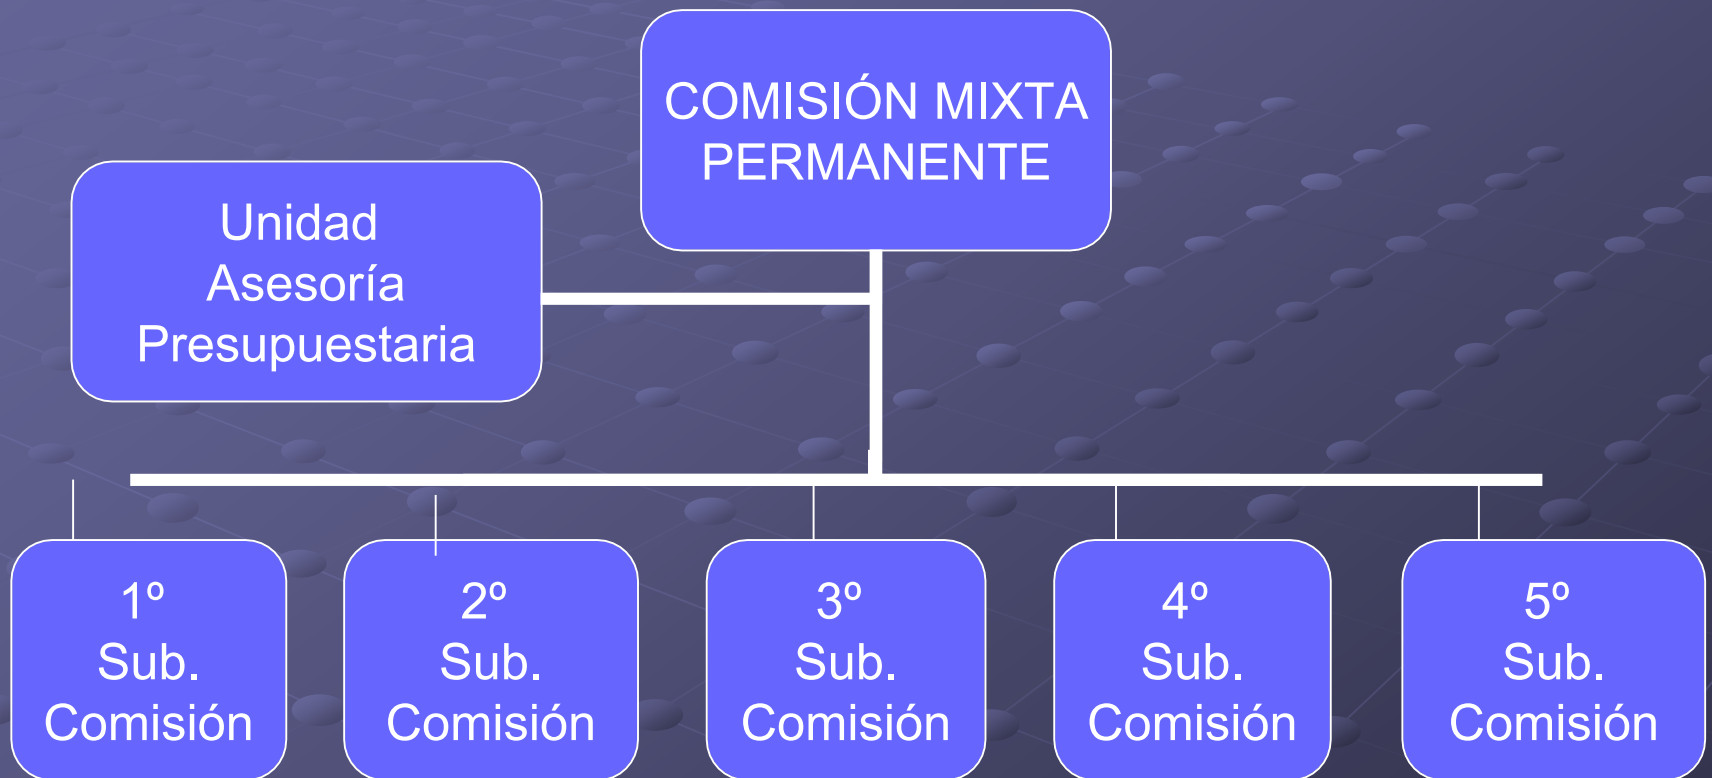 COMISIÓN MIXTA
PERMANENTE
Unidad
Asesoría
Presupuestaria
1º
Sub.
Comisión
2º
Sub.
Comisión
3º
Sub.
Comisión
4º
Sub.
Comisión
5º
Sub.
Comisión